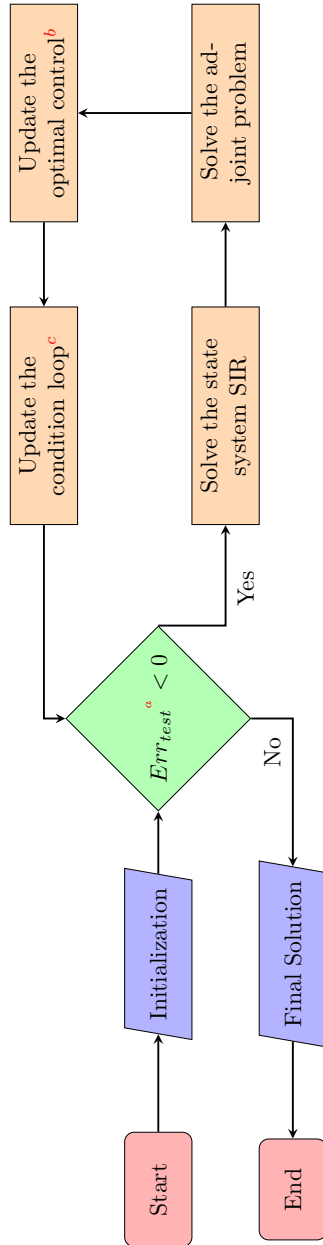 Start
Initialization
Err_test^a < 0
Yes
Solve the state
system SIR
Solve the ad-
joint problem
Update the
optimal control^b
Update the
condition loop^c
No
Final Solution
End